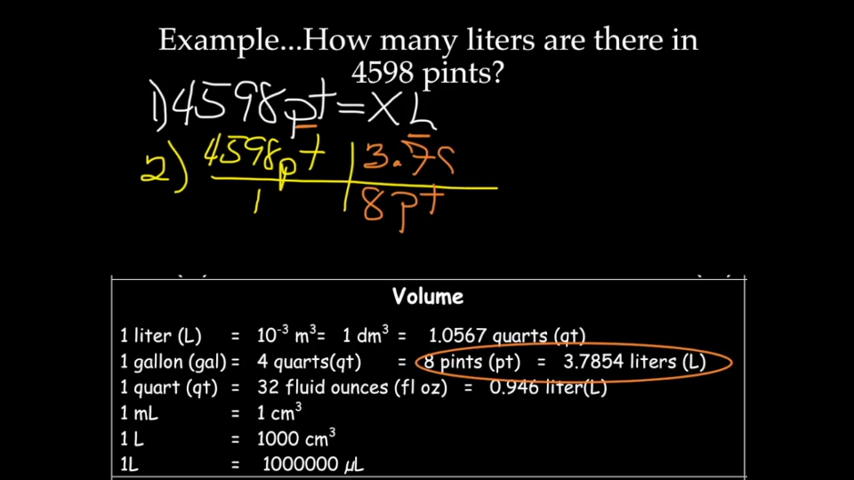 Example...How many liters are there in
4598 pints?
1) 4598pt = X L
2) 4598pt 3.78
1 8pt
Volume
1 liter (L) = 10⁻³ m³= 1 dm³ = 1.0567 quarts (qt)
1 gallon (gal) = 4 quarts(qt) = 8 pints (pt) = 3.7854 liters (L)
1 quart (qt) = 32 fluid ounces (fl oz) = 0.946 liter(L)
1 mL = 1 cm³
1 L = 1000 cm³
1L = 1000000 µL